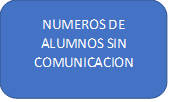 NUMEROS DE
ALUMNOS SIN
COMUNICACION